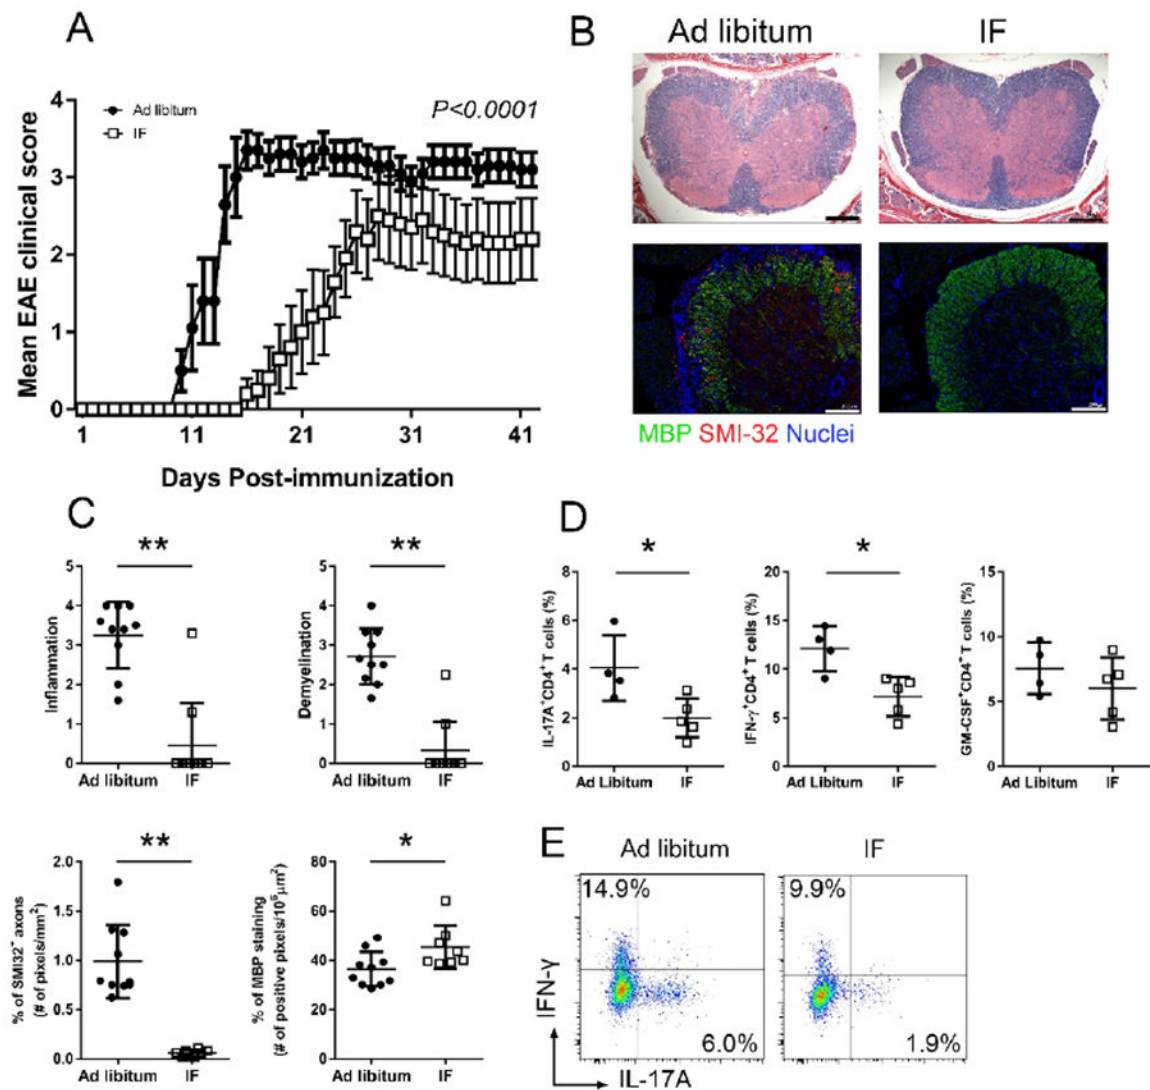 A
Ad libitum
IF
P<0.0001
Mean EAE clinical score
4
3
2
1
0
1 11 21 31 41
Days Post-immunization
B
Ad libitum IF
MBP SMI-32 Nuclei
C
**
Inflammation
5
4
3
2
1
0
Ad libitum IF
**
Demyelination
5
4
3
2
1
0
Ad libitum IF
**
% of SMI32⁺ axons
(# of pixels/mm²)
2.0
1.5
1.0
0.5
0.0
Ad libitum IF
*
% of MBP staining
(# of positive pixels/10⁶µm²)
80
60
40
20
0
Ad libitum IF
D
*
IL-17A⁺CD4⁺ T cells (%)
8
6
4
2
0
Ad Libitum IF
*
IFN-γ⁺CD4⁺ T cells (%)
20
15
10
5
0
Ad Libitum IF
GM-CSF⁺CD4⁺ T cells (%)
15
10
5
0
Ad Libitum IF
E
Ad libitum IF
14.9% 9.9%
6.0% 1.9%
IFN-γ
IL-17A